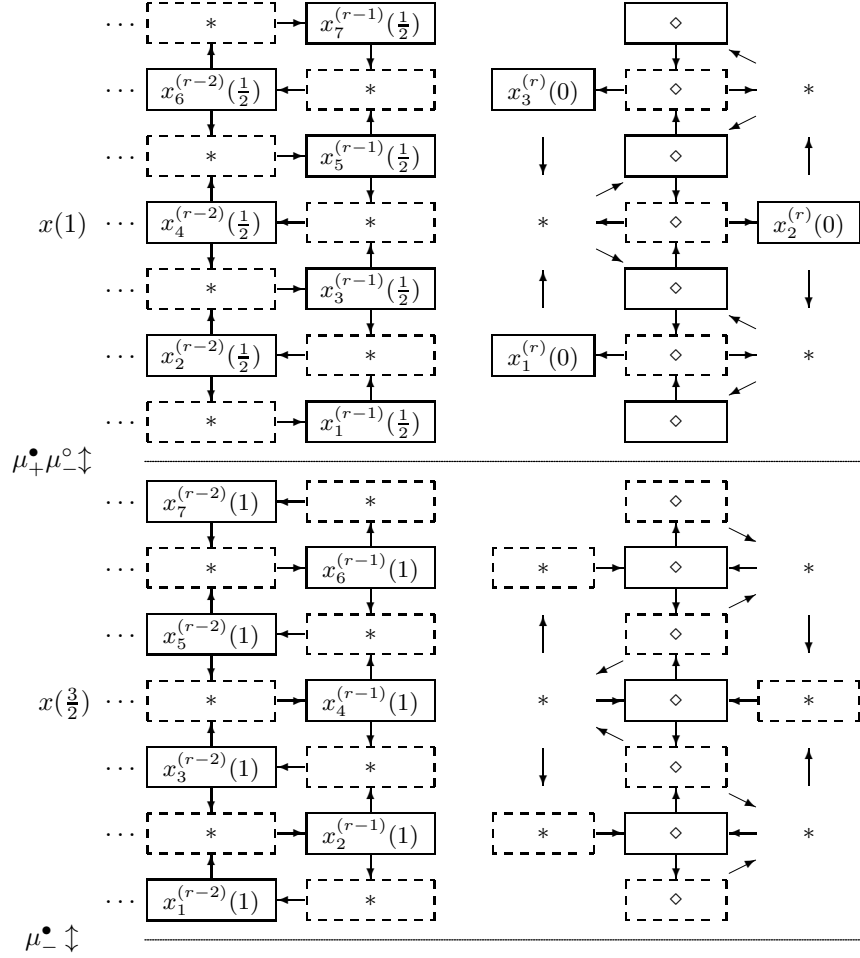 ⋯ ∗ x_7^{(r−1)}(1/2) ⋄
⋯ x_6^{(r−2)}(1/2) ∗ x_3^{(r)}(0) ⋄ ∗
⋯ ∗ x_5^{(r−1)}(1/2) ⋄
x(1) ⋯ x_4^{(r−2)}(1/2) ∗ ∗ ⋄ x_2^{(r)}(0)
⋯ ∗ x_3^{(r−1)}(1/2) ⋄
⋯ x_2^{(r−2)}(1/2) ∗ x_1^{(r)}(0) ⋄ ∗
⋯ ∗ x_1^{(r−1)}(1/2) ⋄
μ_+^• μ_−^∘ ↕
⋯ x_7^{(r−2)}(1) ∗ ⋄
⋯ ∗ x_6^{(r−1)}(1) ∗ ⋄ ∗
⋯ x_5^{(r−2)}(1) ∗ ⋄
x(3/2) ⋯ ∗ x_4^{(r−1)}(1) ∗ ⋄ ∗
⋯ x_3^{(r−2)}(1) ∗ ⋄
⋯ ∗ x_2^{(r−1)}(1) ∗ ⋄ ∗
⋯ x_1^{(r−2)}(1) ∗ ⋄
μ_−^• ↕